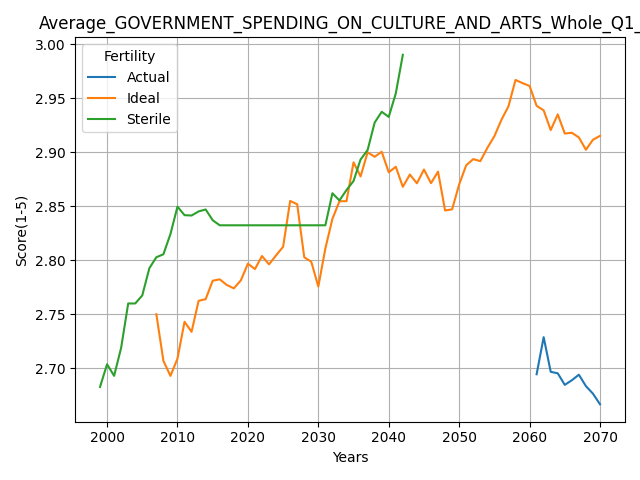 Average_GOVERNMENT_SPENDING_ON_CULTURE_AND_ARTS_Whole_Q1_
3.00
2.95
2.90
2.85
2.80
2.75
2.70
Score(1-5)
Fertility
Actual
Ideal
Sterile
2000 2010 2020 2030 2040 2050 2060 2070
Years